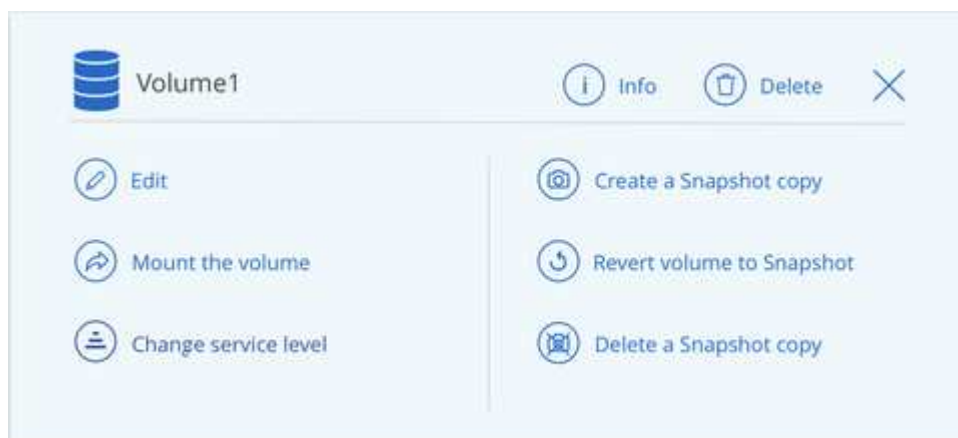 Volume1
Info
Delete
Edit
Mount the volume
Change service level
Create a Snapshot copy
Revert volume to Snapshot
Delete a Snapshot copy